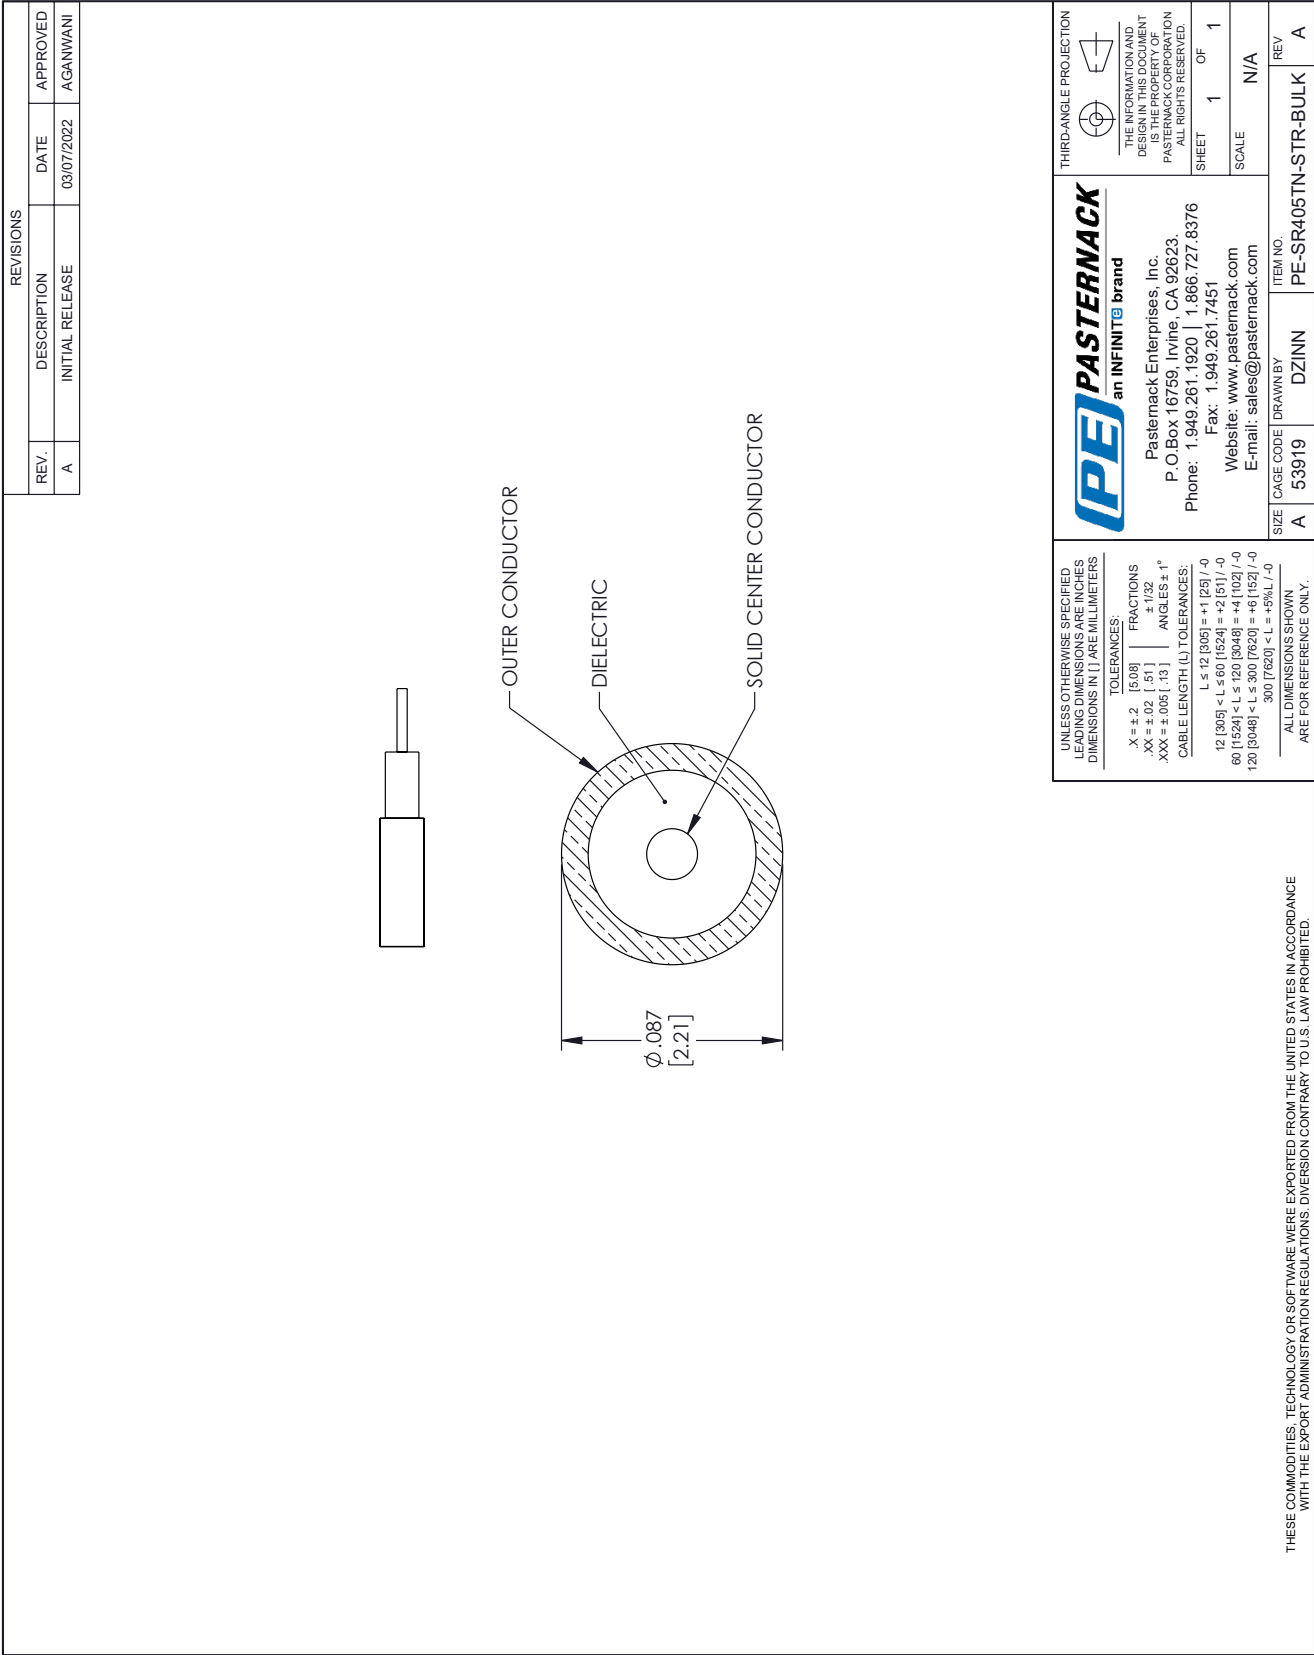 REVISIONS
REV. DESCRIPTION DATE APPROVED
A INITIAL RELEASE 03/07/2022 AGANWANI
OUTER CONDUCTOR
DIELECTRIC
SOLID CENTER CONDUCTOR
Ø.087
[2.21]
UNLESS OTHERWISE SPECIFIED
LEADING DIMENSIONS ARE INCHES
DIMENSIONS IN [ ] ARE MILLIMETERS
TOLERANCES:
.X = ± .2 [5.08] FRACTIONS
.XX = ± .02 [ .51 ] ± 1/32
.XXX = ± .005 [ .13 ] ANGLES ± 1°
CABLE LENGTH (L) TOLERANCES:
L ≤ 12 [305] = +1 [25] / -0
12 [305] < L ≤ 60 [1524] = +2 [51] / -0
60 [1524] < L ≤ 120 [3048] = +4 [102] / -0
120 [3048] < L ≤ 300 [7620] = +6 [152] / -0
300 [7620] < L = +5%L / -0
ALL DIMENSIONS SHOWN
ARE FOR REFERENCE ONLY.
PE PASTERNACK
an INFINITe brand
Pasternack Enterprises, Inc.
P.O.Box 16759, Irvine, CA 92623.
Phone: 1.949.261.1920 | 1.866.727.8376
Fax: 1.949.261.7451
Website: www.pasternack.com
E-mail: sales@pasternack.com
THIRD-ANGLE PROJECTION
THE INFORMATION AND
DESIGN IN THIS DOCUMENT
IS THE PROPERTY OF
PASTERNACK CORPORATION
ALL RIGHTS RESERVED.
SHEET 1 OF 1
SCALE N/A
SIZE CAGE CODE DRAWN BY ITEM NO. REV
A 53919 DZINN PE-SR405TN-STR-BULK A
THESE COMMODITIES, TECHNOLOGY OR SOFTWARE WERE EXPORTED FROM THE UNITED STATES IN ACCORDANCE
WITH THE EXPORT ADMINISTRATION REGULATIONS. DIVERSION CONTRARY TO U.S. LAW PROHIBITED.